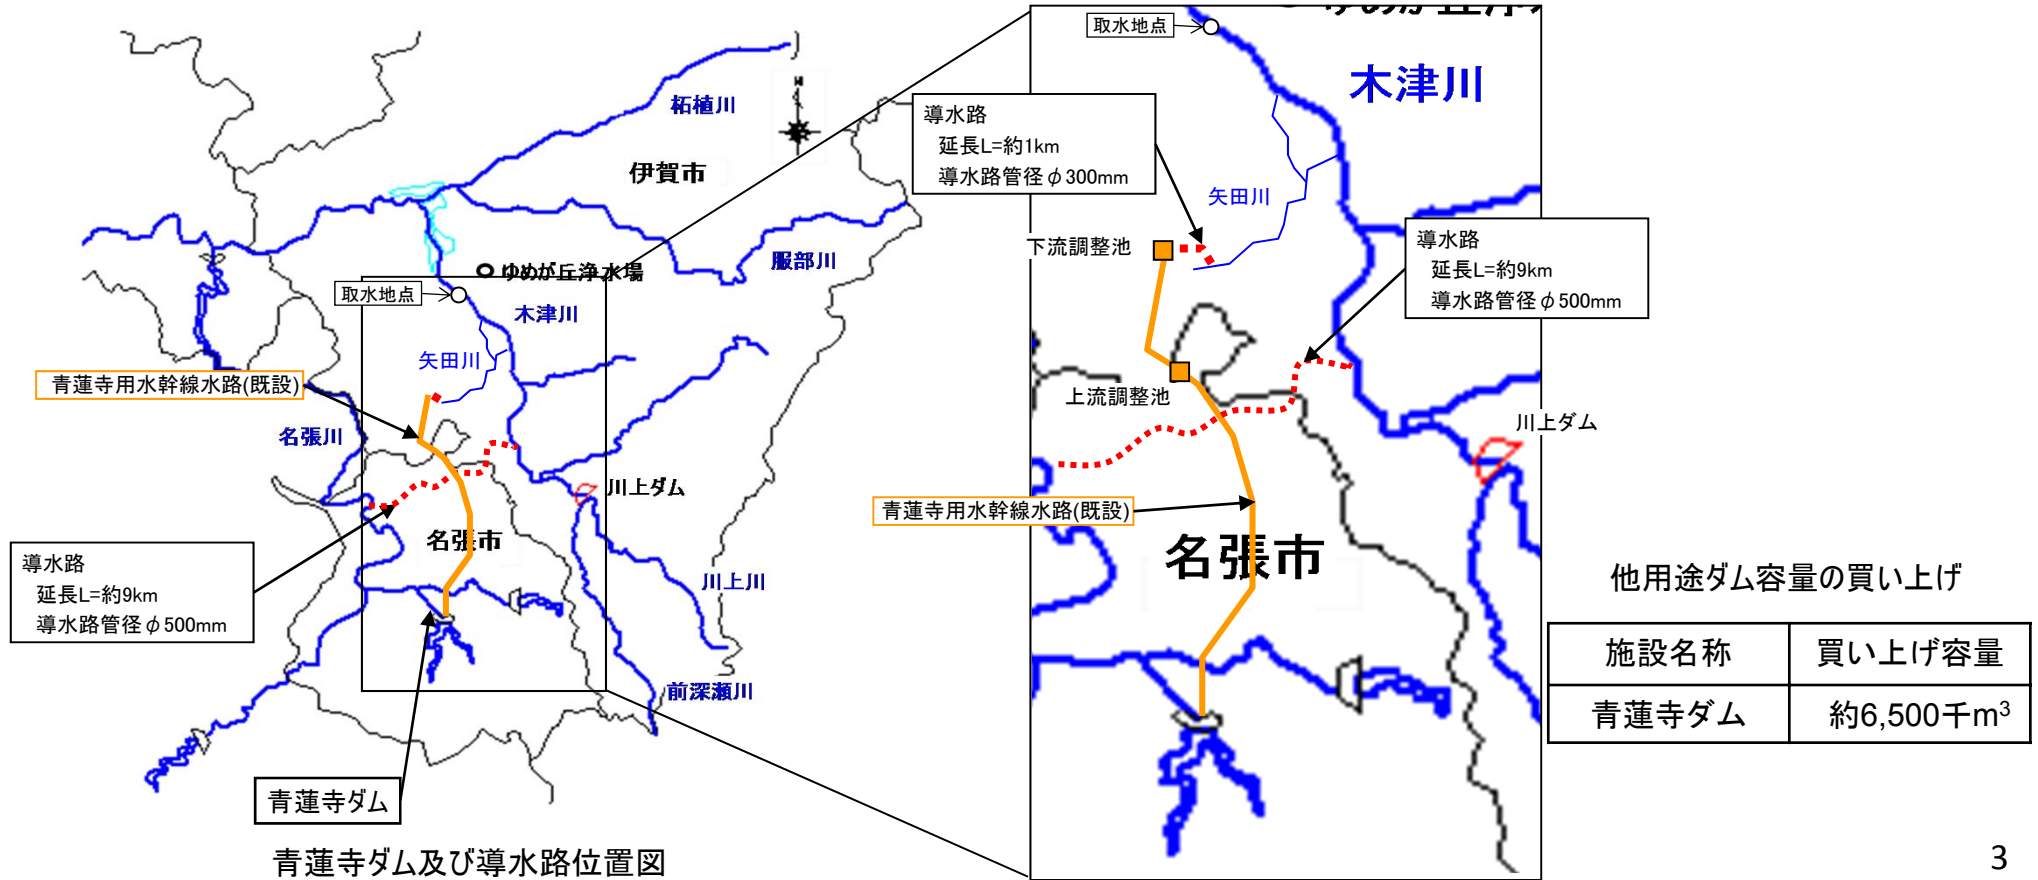 柘植川
伊賀市
N
服部川
ゆめが丘浄水場
取水地点
木津川
矢田川
青蓮寺用水幹線水路(既設)
名張川
川上ダム
名張市
導水路
延長L=約9km
導水路管径φ500mm
川上川
前深瀬川
青蓮寺ダム
青蓮寺ダム及び導水路位置図
ゆめが丘浄水
取水地点
木津川
導水路
延長L=約1km
導水路管径φ300mm
矢田川
下流調整池
導水路
延長L=約9km
導水路管径φ500mm
上流調整池
川上ダム
青蓮寺用水幹線水路(既設)
名張市
他用途ダム容量の買い上げ
施設名称 買い上げ容量
青蓮寺ダム 約6,500千m³
3